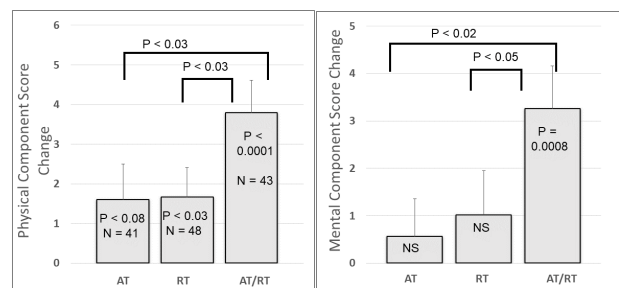 Physical Component Score
Change
6
5
4
3
2
1
0
P < 0.03
P < 0.03
P < 0.08
N = 41
P < 0.03
N = 48
P <
0.0001
N = 43
AT
RT
AT/RT
Mental Component Score Change
5
4
3
2
1
0
P < 0.02
P < 0.05
NS
NS
P =
0.0008
AT
RT
AT/RT